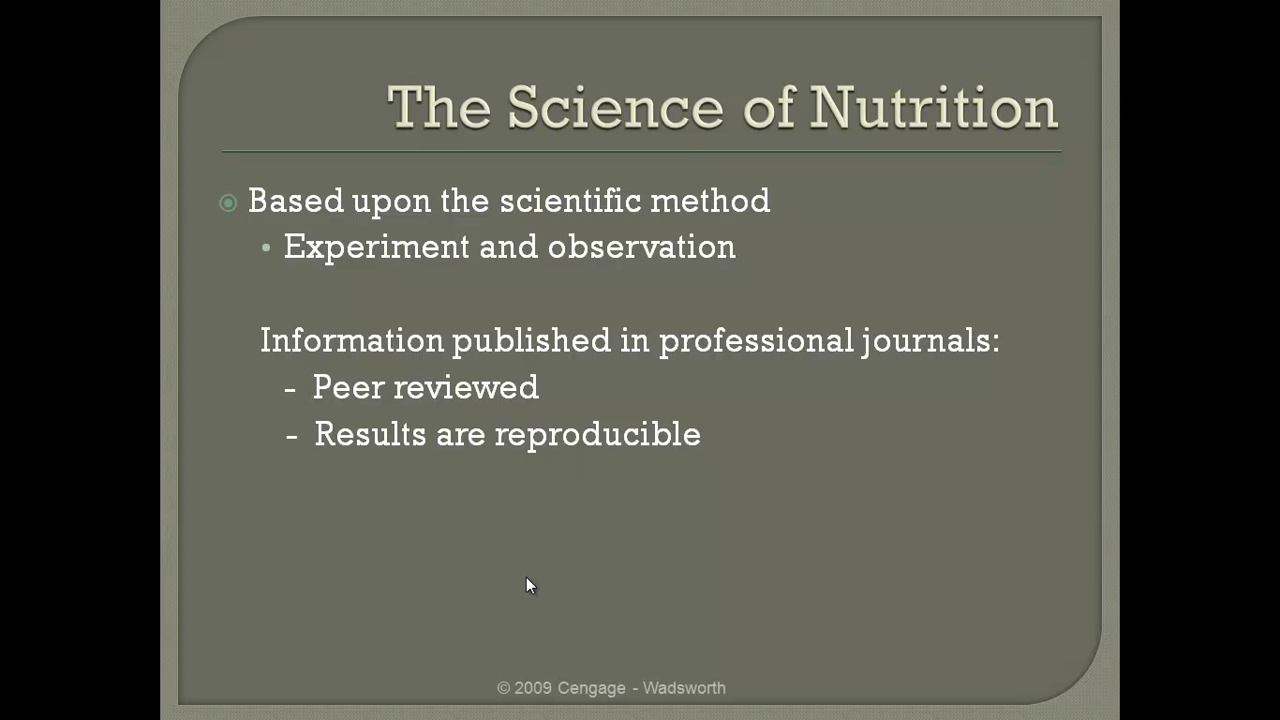 The Science of Nutrition
Based upon the scientific method
• Experiment and observation
Information published in professional journals:
- Peer reviewed
- Results are reproducible
© 2009 Cengage - Wadsworth